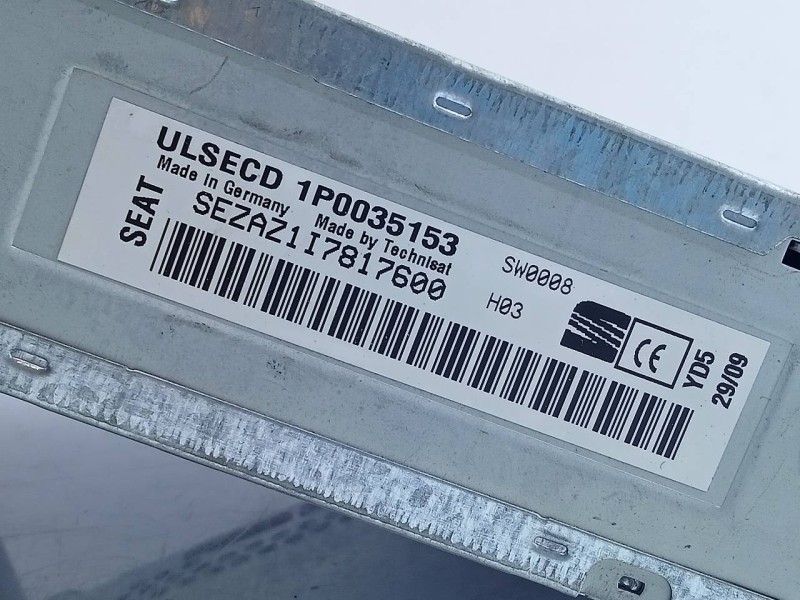 ULSECD 1P0035153
Made in Germany Made by Technisat
SEAT
SEZAZ1I7817600
SW0008
H03
CE
YD5
29/09